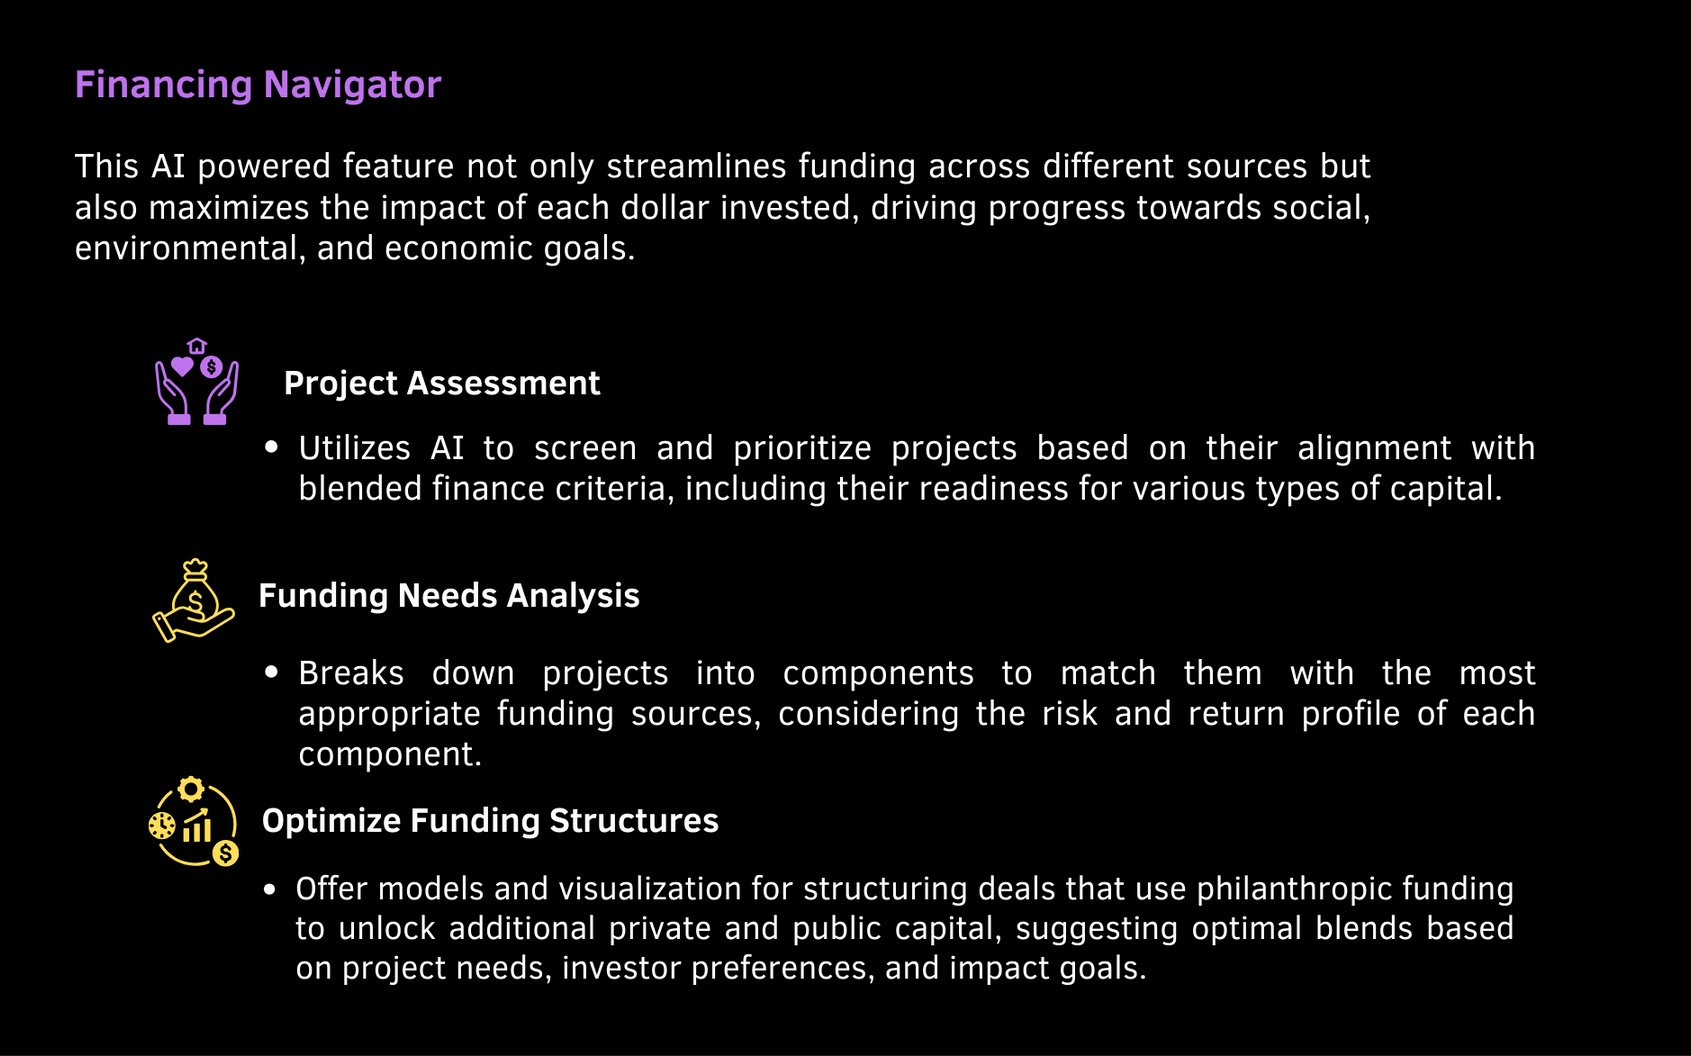 Financing Navigator
This AI powered feature not only streamlines funding across different sources but
also maximizes the impact of each dollar invested, driving progress towards social,
environmental, and economic goals.
Project Assessment
• Utilizes AI to screen and prioritize projects based on their alignment with
blended finance criteria, including their readiness for various types of capital.
Funding Needs Analysis
• Breaks down projects into components to match them with the most
appropriate funding sources, considering the risk and return profile of each
component.
Optimize Funding Structures
• Offer models and visualization for structuring deals that use philanthropic funding
to unlock additional private and public capital, suggesting optimal blends based
on project needs, investor preferences, and impact goals.